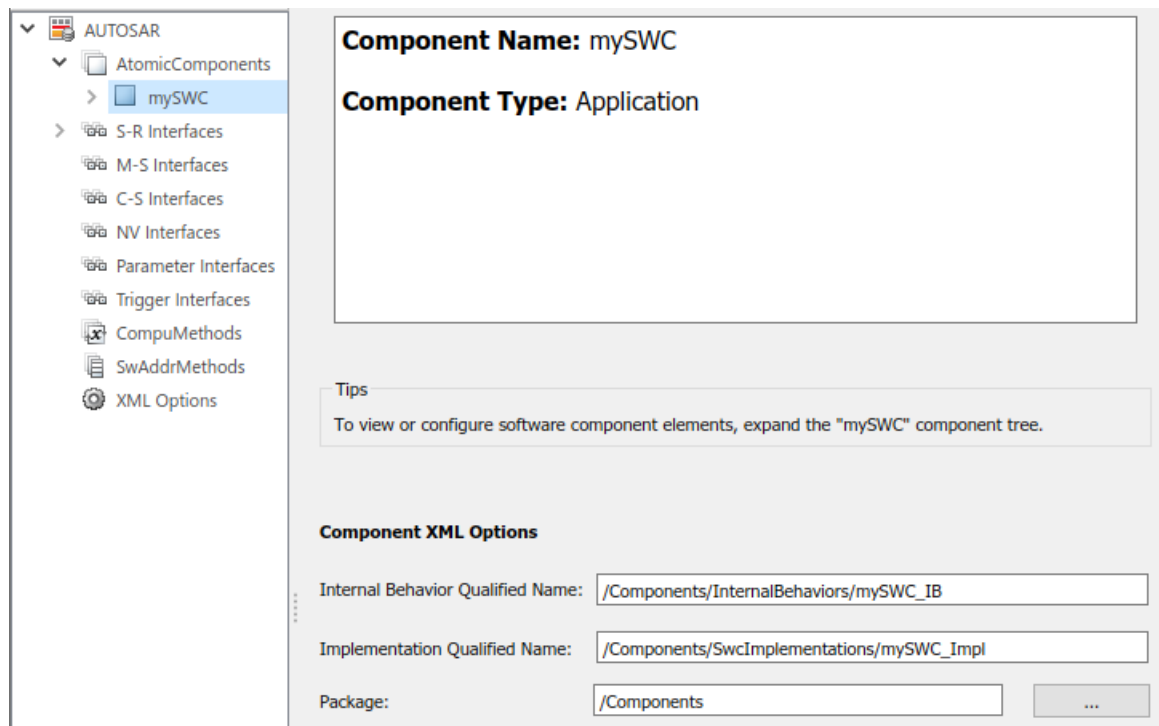 AUTOSAR
AtomicComponents
mySWC
S-R Interfaces
M-S Interfaces
C-S Interfaces
NV Interfaces
Parameter Interfaces
Trigger Interfaces
CompuMethods
SwAddrMethods
XML Options
Component Name: mySWC
Component Type: Application
Tips
To view or configure software component elements, expand the "mySWC" component tree.
Component XML Options
Internal Behavior Qualified Name: /Components/InternalBehaviors/mySWC_IB
Implementation Qualified Name: /Components/SwcImplementations/mySWC_Impl
Package: /Components ...